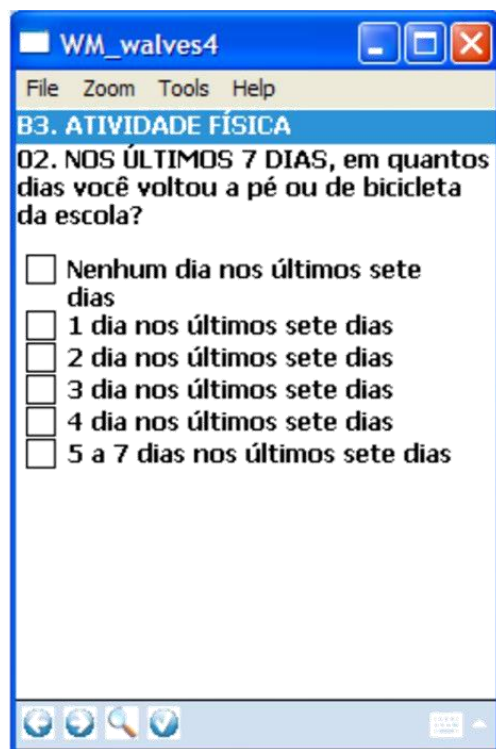 WM_walves4
File Zoom Tools Help
B3. ATIVIDADE FÍSICA
02. NOS ÚLTIMOS 7 DIAS, em quantos
dias você voltou a pé ou de bicicleta
da escola?
Nenhum dia nos últimos sete
dias
1 dia nos últimos sete dias
2 dia nos últimos sete dias
3 dia nos últimos sete dias
4 dia nos últimos sete dias
5 a 7 dias nos últimos sete dias